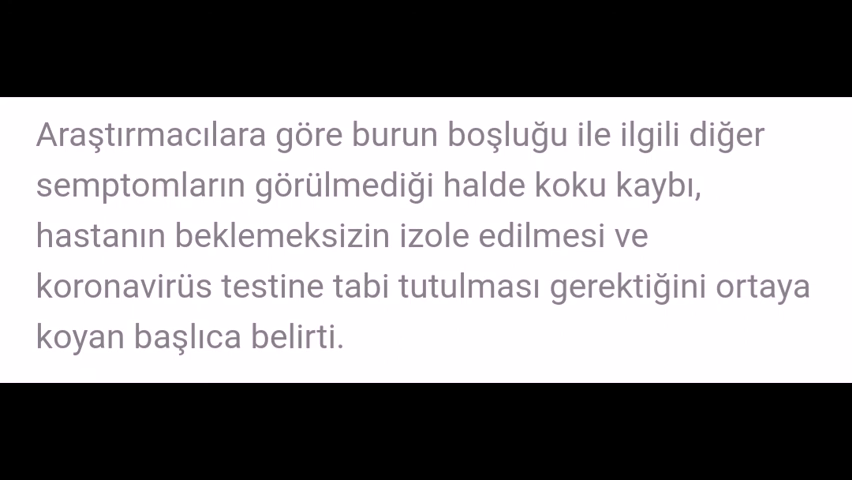 Araştırmacılara göre burun boşluğu ile ilgili diğer
semptomların görülmediği halde koku kaybı,
hastanın beklemeksizin izole edilmesi ve
koronavirüs testine tabi tutulması gerektiğini ortaya
koyan başlıca belirti.